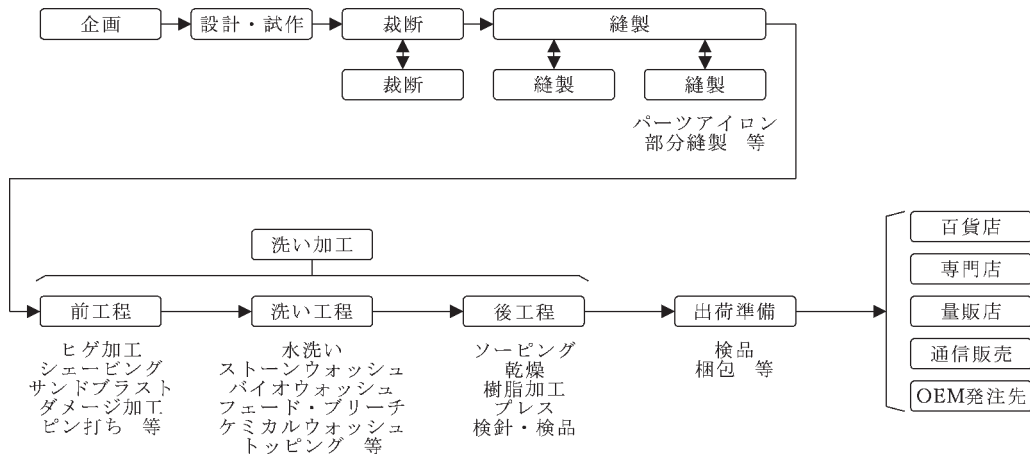 企画
設計・試作
裁断
縫製
裁断
縫製
縫製
パーツアイロン
部分縫製　等
洗い加工
前工程
洗い工程
後工程
出荷準備
ヒゲ加工
シェービング
サンドブラスト
ダメージ加工
ピン打ち　等
水洗い
ストーンウォッシュ
バイオウォッシュ
フェード・ブリーチ
ケミカルウォッシュ
トッピング　等
ソーピング
乾燥
樹脂加工
プレス
検針・検品
検品
梱包　等
百貨店
専門店
量販店
通信販売
OEM発注先